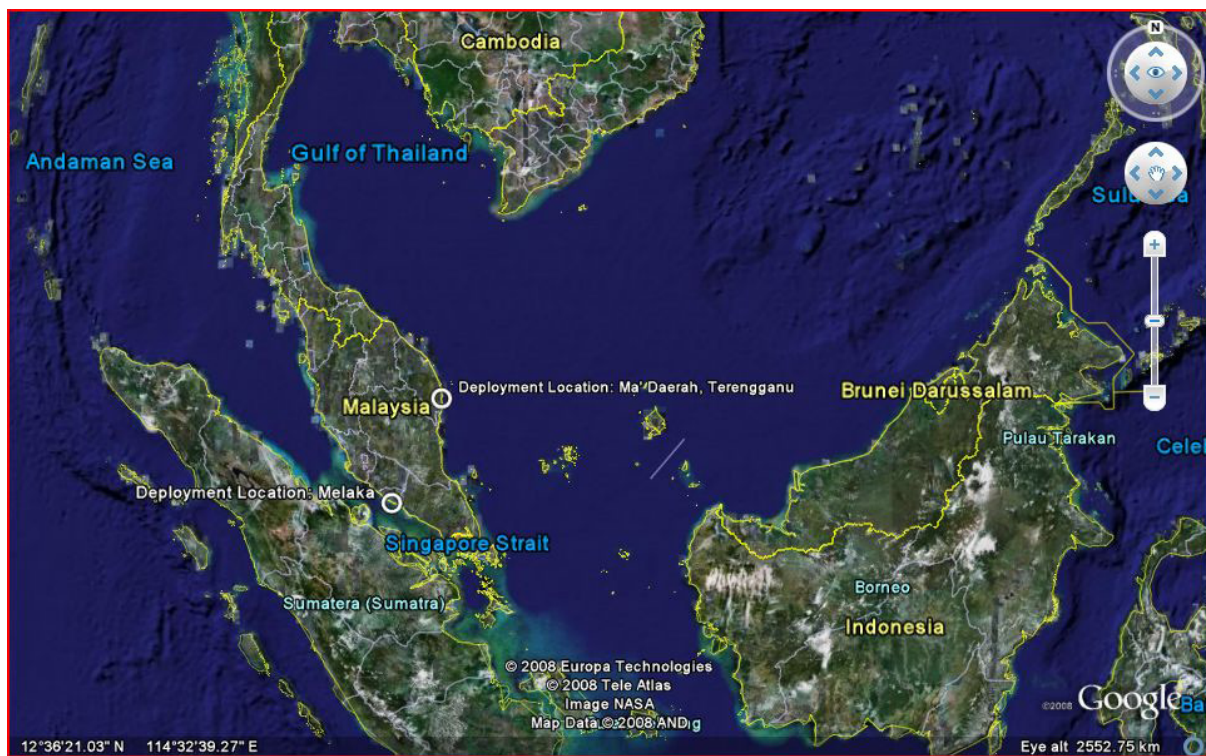 Cambodia
N
Andaman Sea
Gulf of Thailand
Deployment Location: Ma' Daerah, Terengganu
Malaysia
Brunei Darussalam
Pulau Tarakan
Deployment Location: Melaka
Singapore Strait
Sumatera (Sumatra)
Borneo
Indonesia
© 2008 Europa Technologies
© 2008 Tele Atlas
Image NASA
Map Data © 2008 AND
©2008 Google
12°36'21.03" N 114°32'39.27" E
Eye alt 2552.75 km